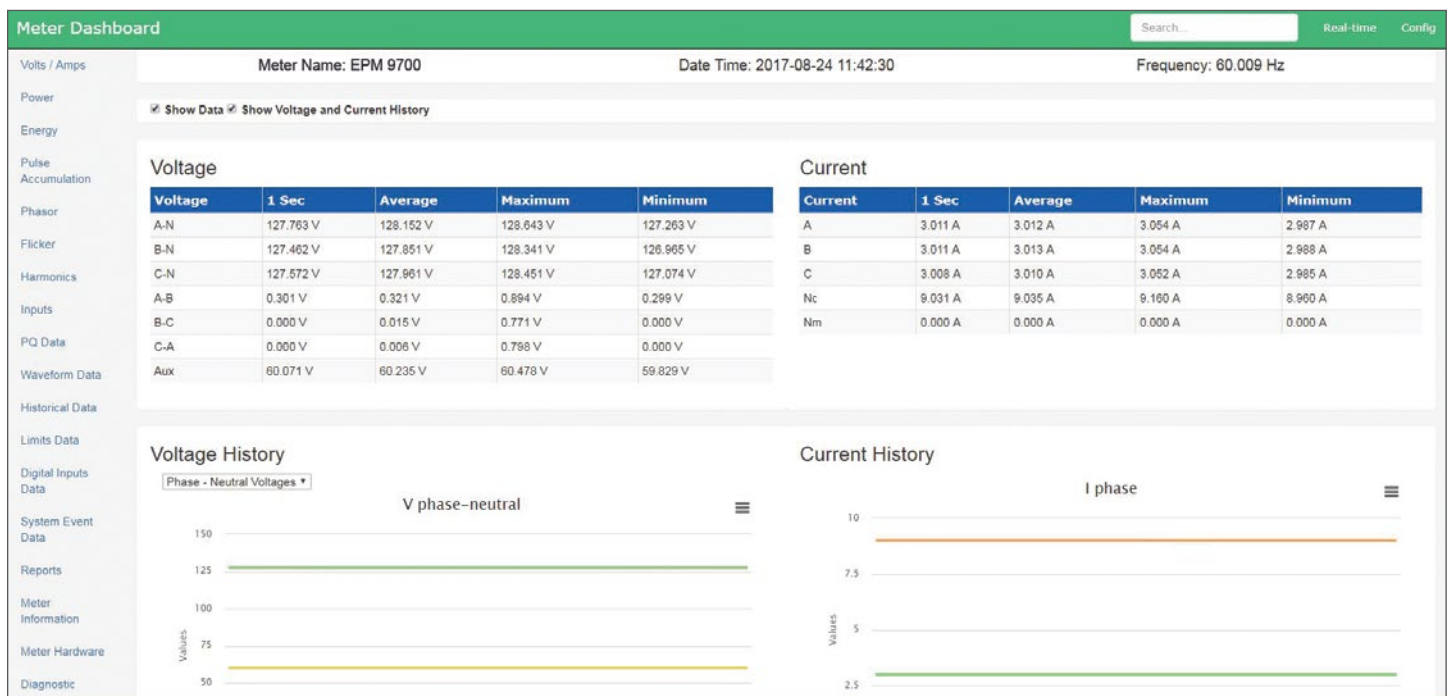 Meter Dashboard
Search...
Real-time
Config
Volts / Amps
Power
Energy
Pulse
Accumulation
Phasor
Flicker
Harmonics
Inputs
PQ Data
Waveform Data
Historical Data
Limits Data
Digital Inputs
Data
System Event
Data
Reports
Meter
Information
Meter Hardware
Diagnostic
Meter Name: EPM 9700
Date Time: 2017-08-24 11:42:30
Frequency: 60.009 Hz
Show Data Show Voltage and Current History
Voltage
Voltage 1 Sec Average Maximum Minimum
A-N 127.763 V 128.152 V 128.643 V 127.263 V
B-N 127.462 V 127.851 V 128.341 V 126.965 V
C-N 127.572 V 127.961 V 128.451 V 127.074 V
A-B 0.301 V 0.321 V 0.894 V 0.299 V
B-C 0.000 V 0.015 V 0.771 V 0.000 V
C-A 0.000 V 0.006 V 0.798 V 0.000 V
Aux 60.071 V 60.235 V 60.478 V 59.829 V
Current
Current 1 Sec Average Maximum Minimum
A 3.011 A 3.012 A 3.054 A 2.987 A
B 3.011 A 3.013 A 3.054 A 2.988 A
C 3.008 A 3.010 A 3.052 A 2.985 A
Nc 9.031 A 9.035 A 9.160 A 8.960 A
Nm 0.000 A 0.000 A 0.000 A 0.000 A
Voltage History
Phase - Neutral Voltages
V phase-neutral
150
125
100
75
50
Values
Current History
I phase
10
7.5
5
2.5
Values